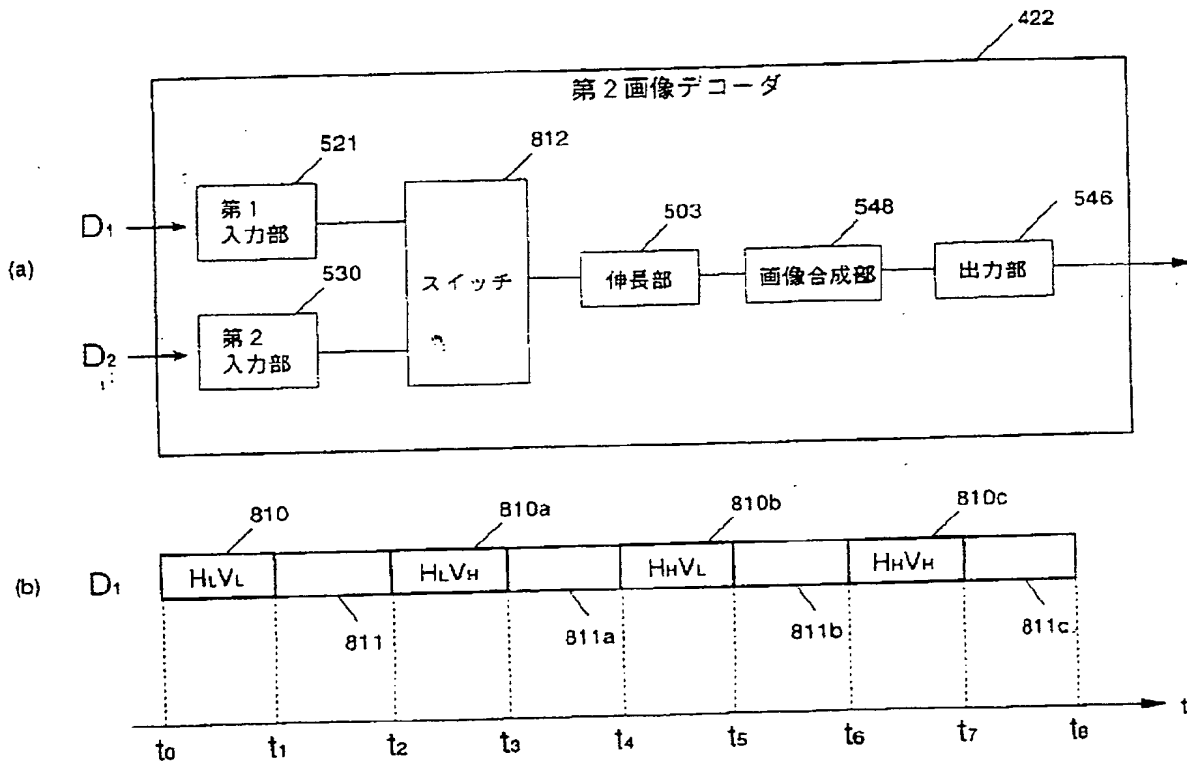 422
第2画像デコーダ
521
812
D₁
第1
入力部
503
548
546
(a)
スイッチ
伸長部
画像合成部
出力部
530
D₂
第2
入力部
810
810a
810b
810c
(b)
D₁
HLVL
HLVH
HHVL
HHVH
811
811a
811b
811c
t
t₀
t₁
t₂
t₃
t₄
t₅
t₆
t₇
t₈